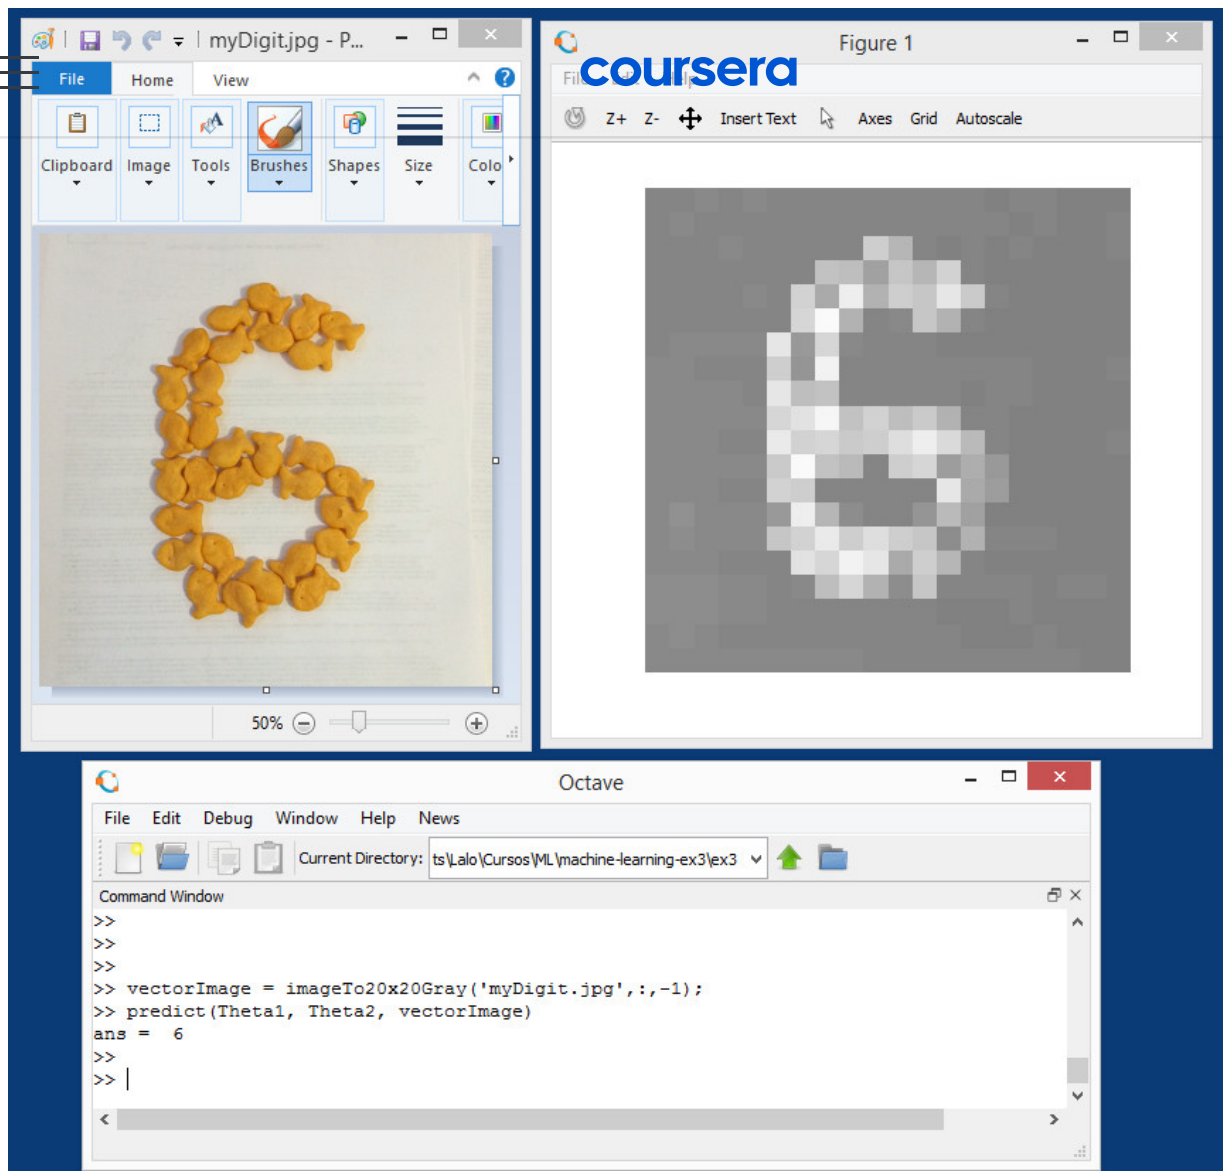 myDigit.jpg - P...
File Home View
Clipboard Image Tools Brushes Shapes Size Colo
50%
Figure 1
coursera
Z+ Z- Insert Text Axes Grid Autoscale
Octave
File Edit Debug Window Help News
Current Directory: ts\Lalo\Cursos\ML\machine-learning-ex3\ex3
Command Window
>>
>>
>>
>> vectorImage = imageTo20x20Gray('myDigit.jpg',:,-1);
>> predict(Theta1, Theta2, vectorImage)
ans = 6
>>
>>